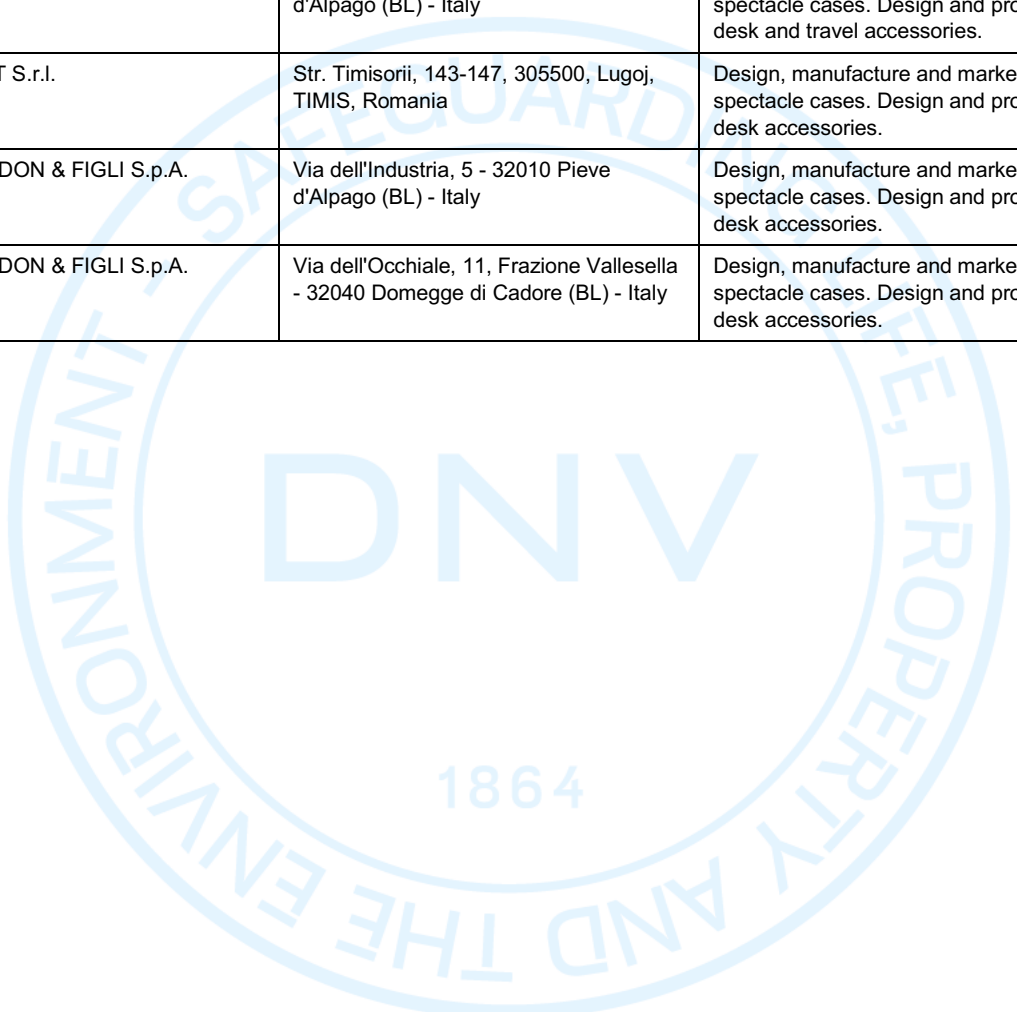 d'Alpago (BL) - Italy
spectacle cases. Design and pro
desk and travel accessories.
T S.r.l.
Str. Timisorii, 143-147, 305500, Lugoj,
TIMIS, Romania
Design, manufacture and marke
spectacle cases. Design and pro
desk accessories.
DON & FIGLI S.p.A.
Via dell'Industria, 5 - 32010 Pieve
d'Alpago (BL) - Italy
Design, manufacture and marke
spectacle cases. Design and pro
desk accessories.
DON & FIGLI S.p.A.
Via dell'Occhiale, 11, Frazione Vallesella
- 32040 Domegge di Cadore (BL) - Italy
Design, manufacture and marke
spectacle cases. Design and pro
desk accessories.
SAFEGUARDING LIFE, PROPERTY AND THE ENVIRONMENT -
DNV
1864